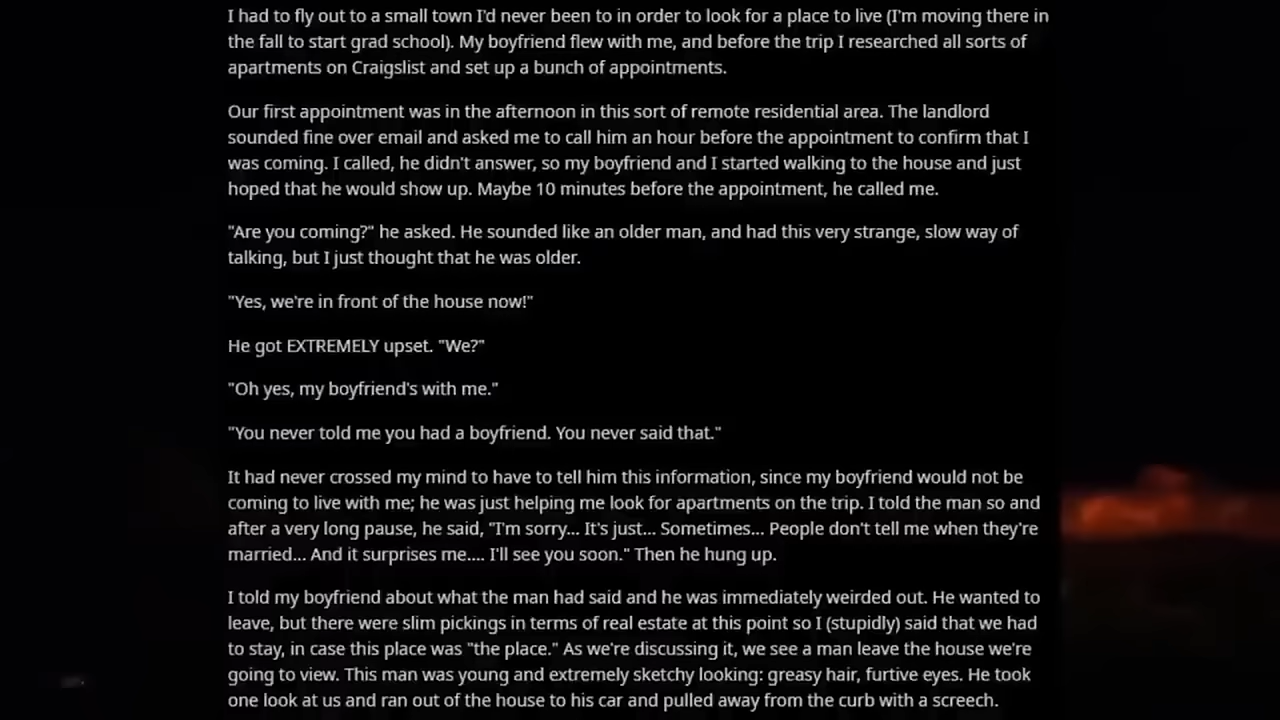 I had to fly out to a small town I'd never been to in order to look for a place to live (I'm moving there in
the fall to start grad school). My boyfriend flew with me, and before the trip I researched all sorts of
apartments on Craigslist and set up a bunch of appointments.
Our first appointment was in the afternoon in this sort of remote residential area. The landlord
sounded fine over email and asked me to call him an hour before the appointment to confirm that I
was coming. I called, he didn't answer, so my boyfriend and I started walking to the house and just
hoped that he would show up. Maybe 10 minutes before the appointment, he called me.
"Are you coming?" he asked. He sounded like an older man, and had this very strange, slow way of
talking, but I just thought that he was older.
"Yes, we're in front of the house now!"
He got EXTREMELY upset. "We?"
"Oh yes, my boyfriend's with me."
"You never told me you had a boyfriend. You never said that."
It had never crossed my mind to have to tell him this information, since my boyfriend would not be
coming to live with me; he was just helping me look for apartments on the trip. I told the man so and
after a very long pause, he said, "I'm sorry... It's just... Sometimes... People don't tell me when they're
married... And it surprises me.... I'll see you soon." Then he hung up.
I told my boyfriend about what the man had said and he was immediately weirded out. He wanted to
leave, but there were slim pickings in terms of real estate at this point so I (stupidly) said that we had
to stay, in case this place was "the place." As we're discussing it, we see a man leave the house we're
going to view. This man was young and extremely sketchy looking: greasy hair, furtive eyes. He took
one look at us and ran out of the house to his car and pulled away from the curb with a screech.